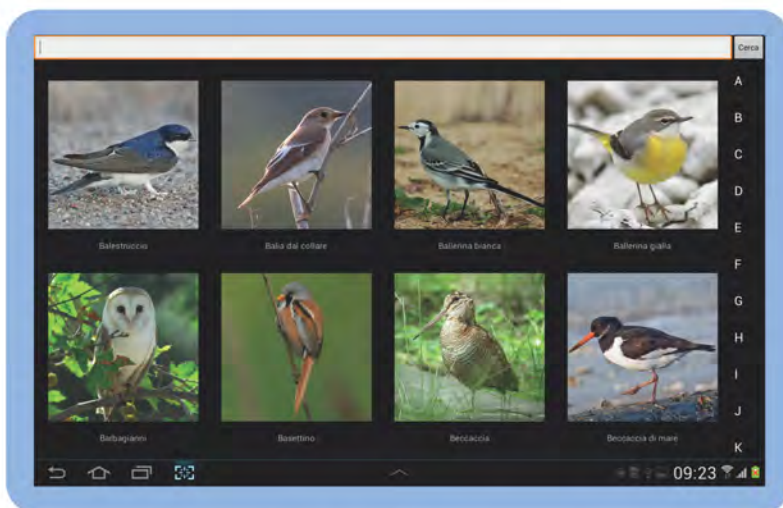 Cerca
A
B
C
D
E
F
G
H
I
J
K
Balestruccio
Balia dal collare
Ballerina bianca
Ballerina gialla
Barbagianni
Basettino
Beccaccia
Beccaccia di mare
09:23